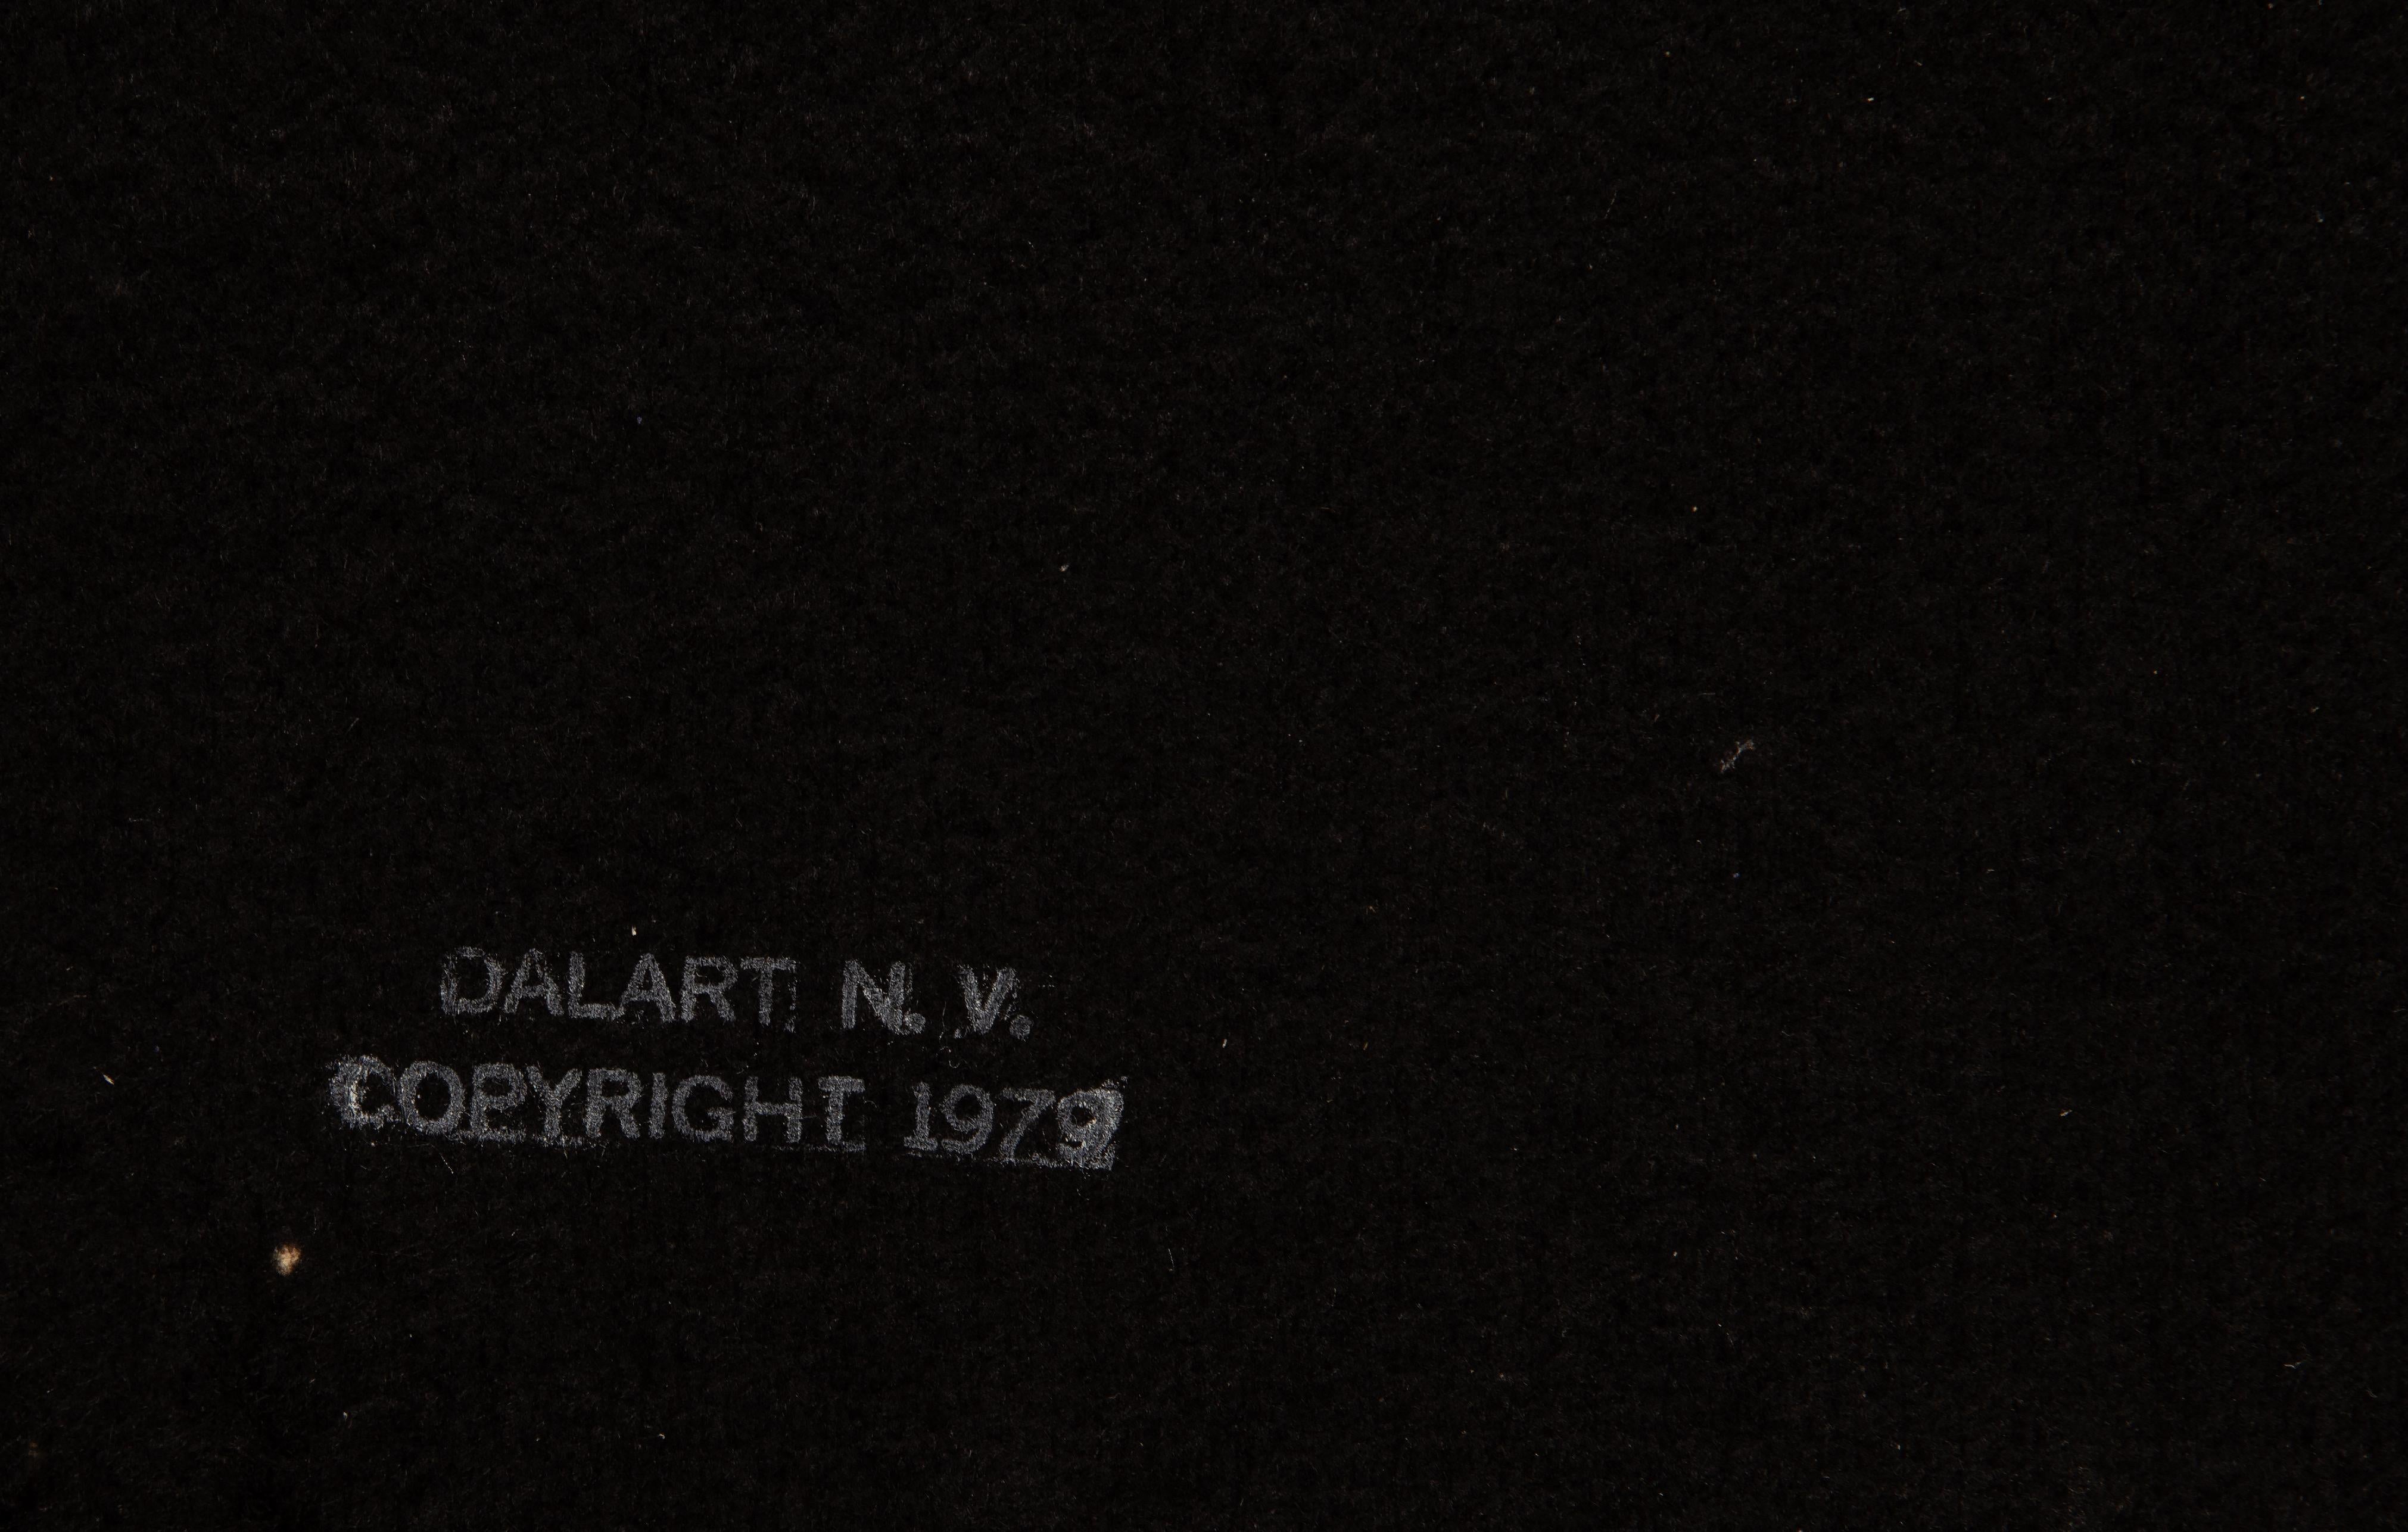 DALART N. V.
COPYRIGHT 1979